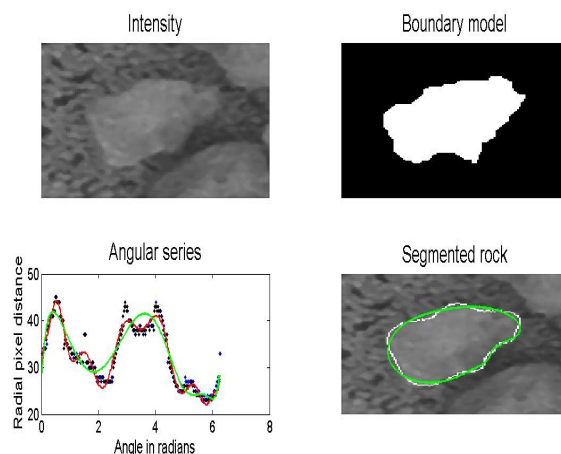 Intensity
Boundary model
Angular series
Segmented rock
Radial pixel distance
50
40
30
20
0
2
4
6
8
Angle in radians